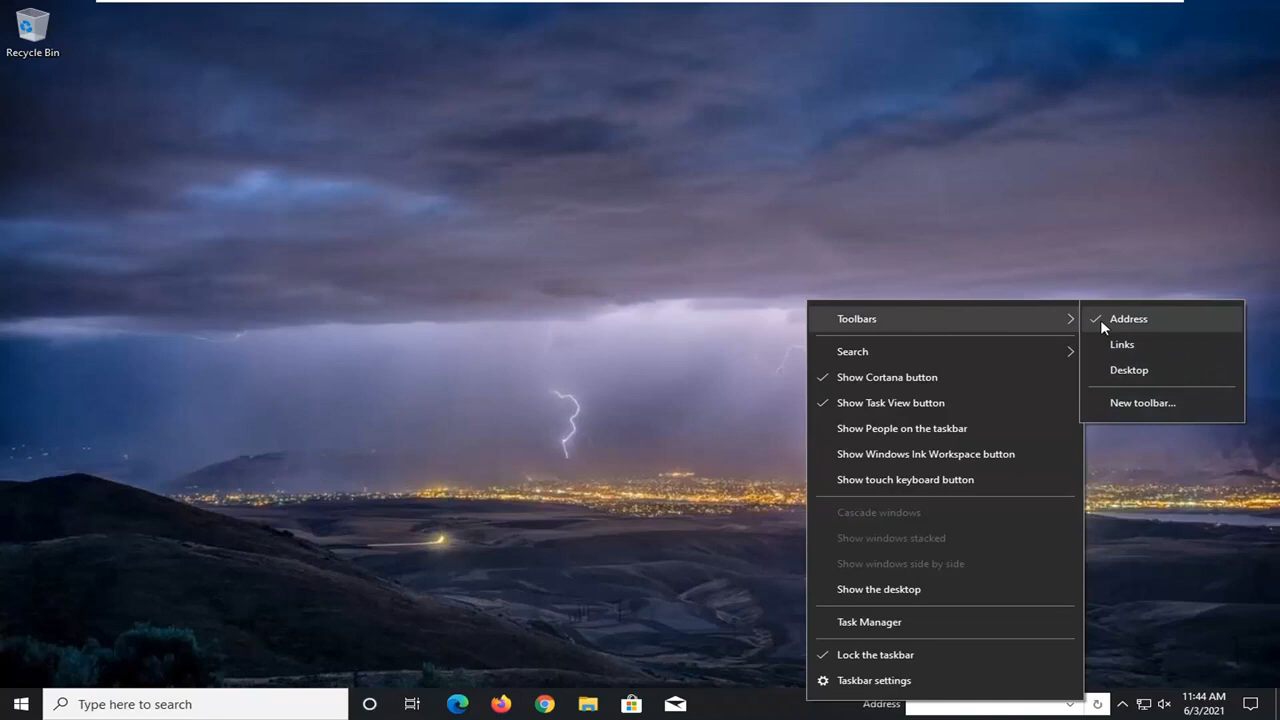 Recycle Bin
Toolbars
Search
Show Cortana button
Show Task View button
Show People on the taskbar
Show Windows Ink Workspace button
Show touch keyboard button
Cascade windows
Show windows stacked
Show windows side by side
Show the desktop
Task Manager
Lock the taskbar
Taskbar settings
Address
Links
Desktop
New toolbar...
Type here to search
Address
11:44 AM
6/3/2021